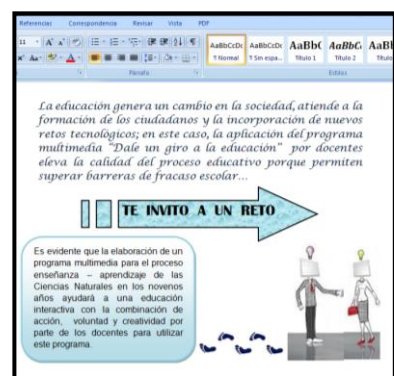 Referencias Correspondencia Revisar Vista PDF
11
AaBbCcDc AaBbCcDc AaBbC AaBbC AaBl
¶ Normal ¶ Sin espa... Título 1 Título 2 Título
Párrafo Estilos
La educación genera un cambio en la sociedad, atiende a la
formación de los ciudadanos y la incorporación de nuevos
retos tecnológicos; en este caso, la aplicación del programa
multimedia “Dale un giro a la educación” por docentes
eleva la calidad del proceso educativo porque permiten
superar barreras de fracaso escolar...
TE INVITO A UN RETO
Es evidente que la elaboración de un
programa multimedia para el proceso
enseñanza – aprendizaje de las
Ciencias Naturales en los novenos
años ayudará a una educación
interactiva con la combinación de
acción, voluntad y creatividad por
parte de los docentes para utilizar
este programa.